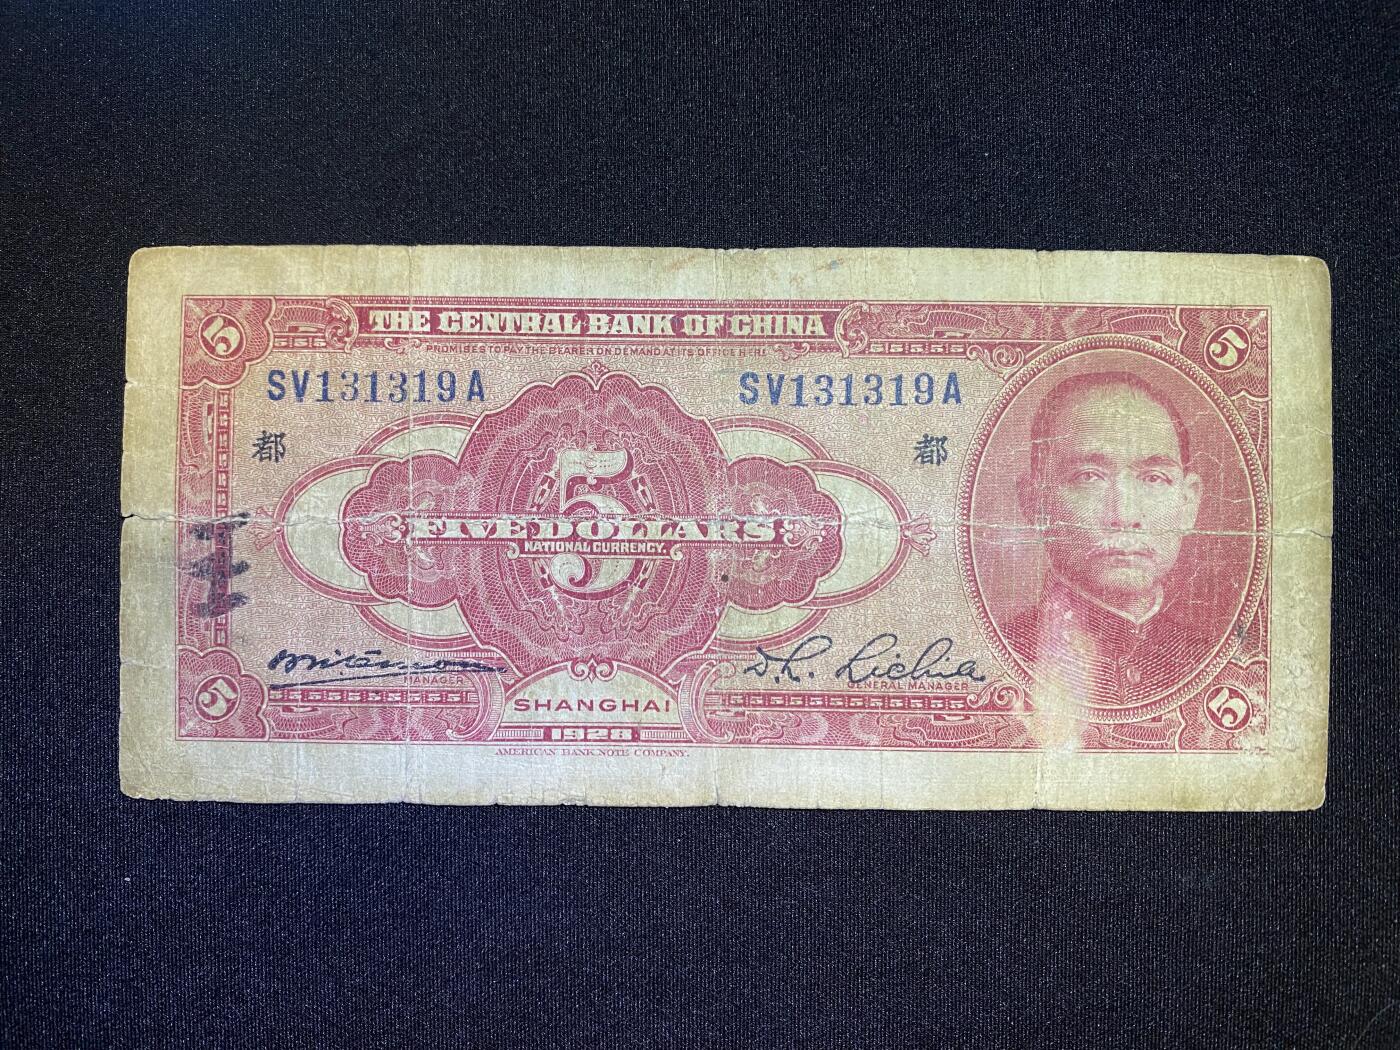 THE CENTRAL BANK OF CHINA
PROMISES TO PAY THE BEARER ON DEMAND AT ITS OFFICE HERE
5 5
SV131319A SV131319A
都 都
5
FIVE DOLLARS
NATIONAL CURRENCY.
MANAGER GENERAL MANAGER
5 5
SHANGHAI
1928
AMERICAN BANK NOTE COMPANY.